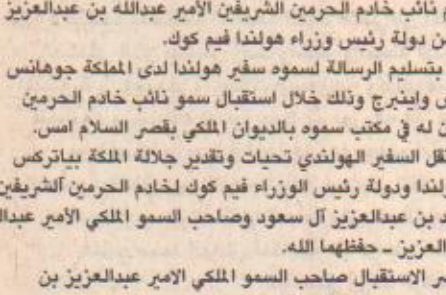 نائب خادم الحرمين الشريفين الأمير عبدالله بن عبدالعزيز
من دولة رئيس وزراء هولندا فيم كوك.
بتسليم الرسالة لسموه سفير هولندا لدى المملكة جوهانس
واينبرج وذلك خلال استقبال سمو نائب خادم الحرمين
له في مكتب سموه بالديوان الملكي بقصر السلام امس.
السفير الهولندي تحيات وتقدير جلالة الملكة بياتركس
ودولة رئيس الوزراء فيم كوك لخادم الحرمين الشريفين
بن عبدالعزيز آل سعود وصاحب السمو الملكي الأمير
العزيز ـ حفظهما الله.
الاستقبال صاحب السمو الملكي الامير عبدالعزيز بن